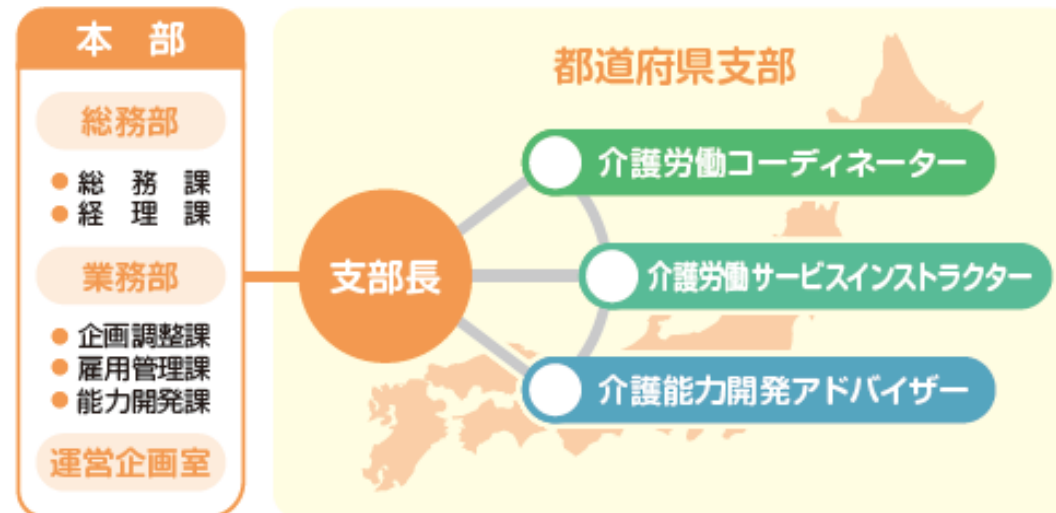 本 部
総務部
総 務 課
経 理 課
業務部
企画調整課
雇用管理課
能力開発課
運営企画室
都道府県支部
支部長
介護労働コーディネーター
介護労働サービスインストラクター
介護能力開発アドバイザー